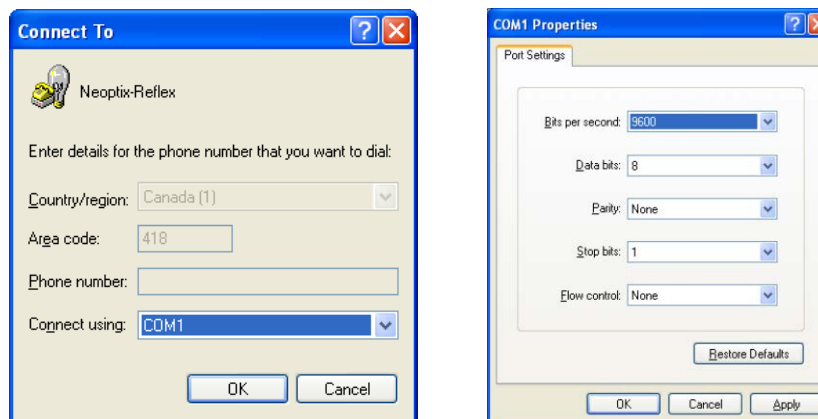 Connect To
Neoptix-Reflex
Enter details for the phone number that you want to dial:
Country/region: Canada (1)
Area code: 418
Phone number:
Connect using: COM1
OK Cancel
COM1 Properties
Port Settings
Bits per second: 9600
Data bits: 8
Parity: None
Stop bits: 1
Flow control: None
Restore Defaults
OK Cancel Apply